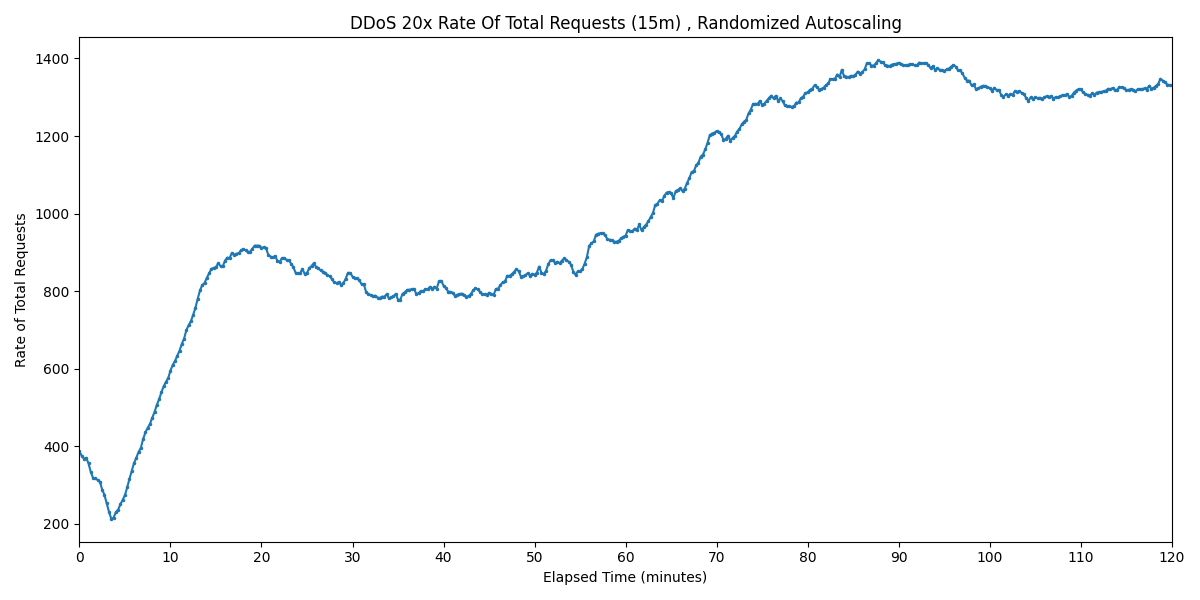 DDoS 20x Rate Of Total Requests (15m) , Randomized Autoscaling
Rate of Total Requests
1400
1200
1000
800
600
400
200
0 10 20 30 40 50 60 70 80 90 100 110 120
Elapsed Time (minutes)